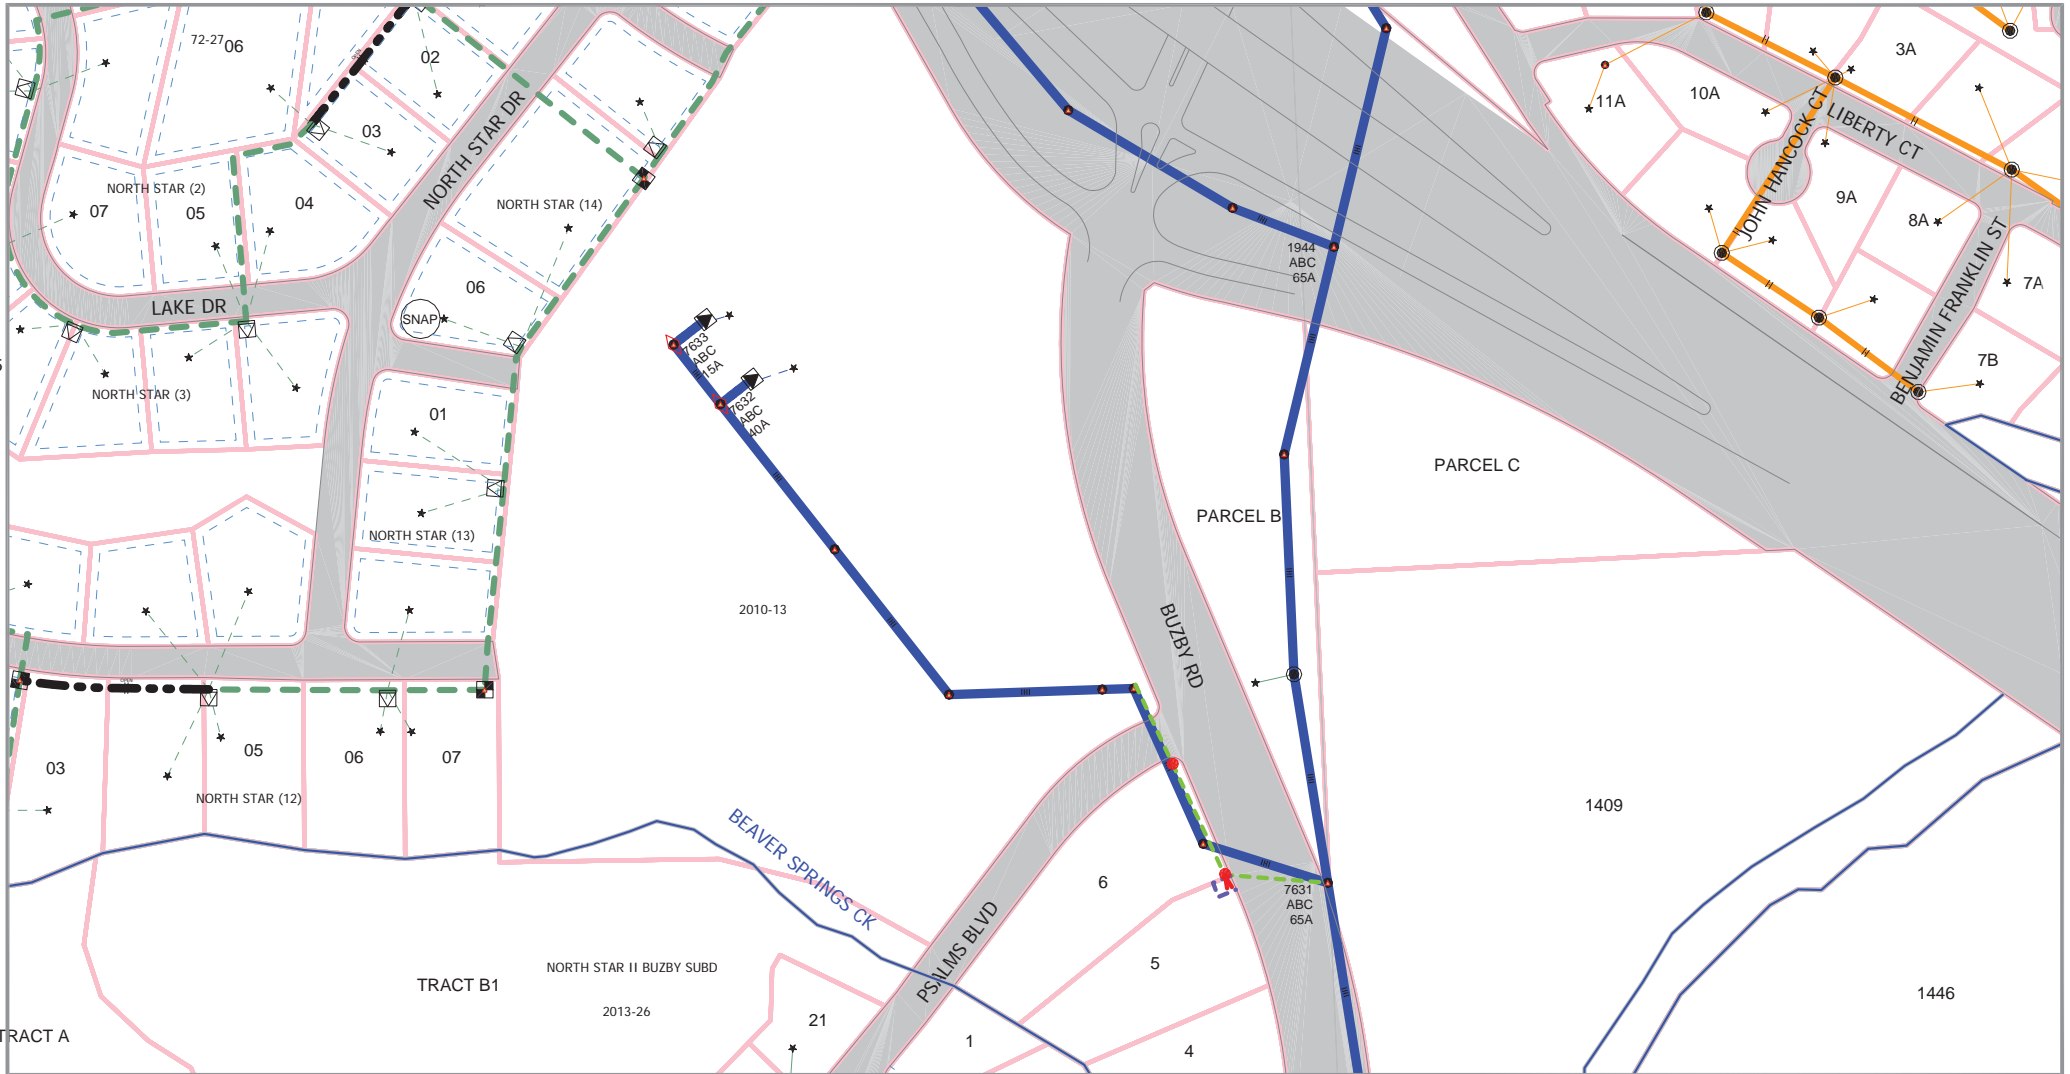 72-27
06
02
03
NORTH STAR DR
3A
11A
10A
JOHN HANCOCK CT
LIBERTY CT
NORTH STAR (2)
07
05
04
NORTH STAR (14)
9A
8A
BENJAMIN FRANKLIN ST
7A
1944
ABC
65A
06
SNAP
LAKE DR
7633
ABC
15A
7632
ABC
40A
7B
NORTH STAR (3)
01
PARCEL C
PARCEL B
NORTH STAR (13)
2010-13
BUZBY RD
OPEN
03
05
06
07
NORTH STAR (12)
BEAVER SPRINGS CK
1409
6
7631
ABC
65A
PSALMS BLVD
5
NORTH STAR II BUZBY SUBD
TRACT B1
2013-26
1446
TRACT A
21
1
4